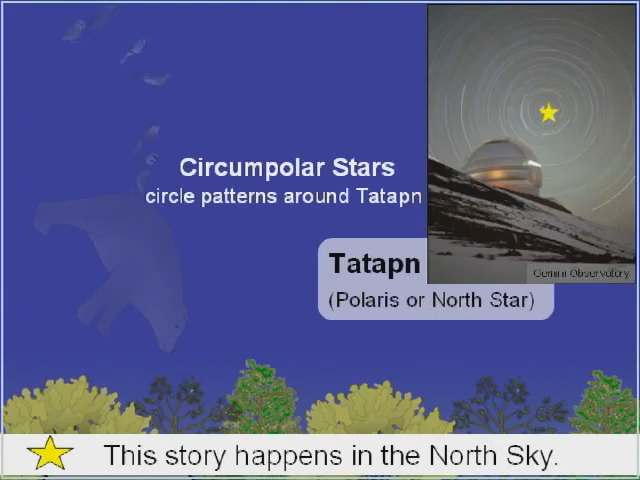 Circumpolar Stars
circle patterns around Tatapn
Tatapn
(Polaris or North Star)
Gemini Observatory
This story happens in the North Sky.